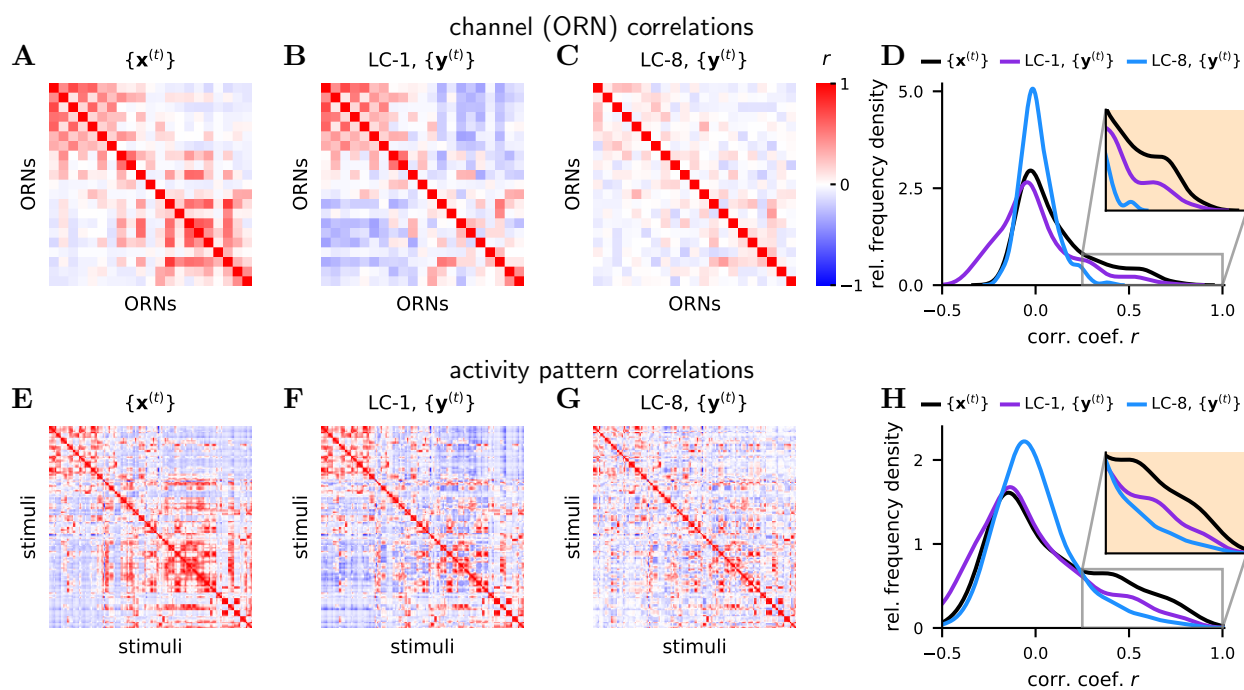 channel (ORN) correlations
A
{x^(t)}
B
LC-1, {y^(t)}
C
LC-8, {y^(t)}
r
1
0
−1
ORNs
ORNs
ORNs
ORNs
ORNs
ORNs
D
{x^(t)} LC-1, {y^(t)} LC-8, {y^(t)}
rel. frequency density
5.0
2.5
0.0
−0.5 0.0 0.5 1.0
corr. coef. r
activity pattern correlations
E
{x^(t)}
F
LC-1, {y^(t)}
G
LC-8, {y^(t)}
stimuli
stimuli
stimuli
stimuli
stimuli
stimuli
H
{x^(t)} LC-1, {y^(t)} LC-8, {y^(t)}
rel. frequency density
2
1
0
−0.5 0.0 0.5 1.0
corr. coef. r